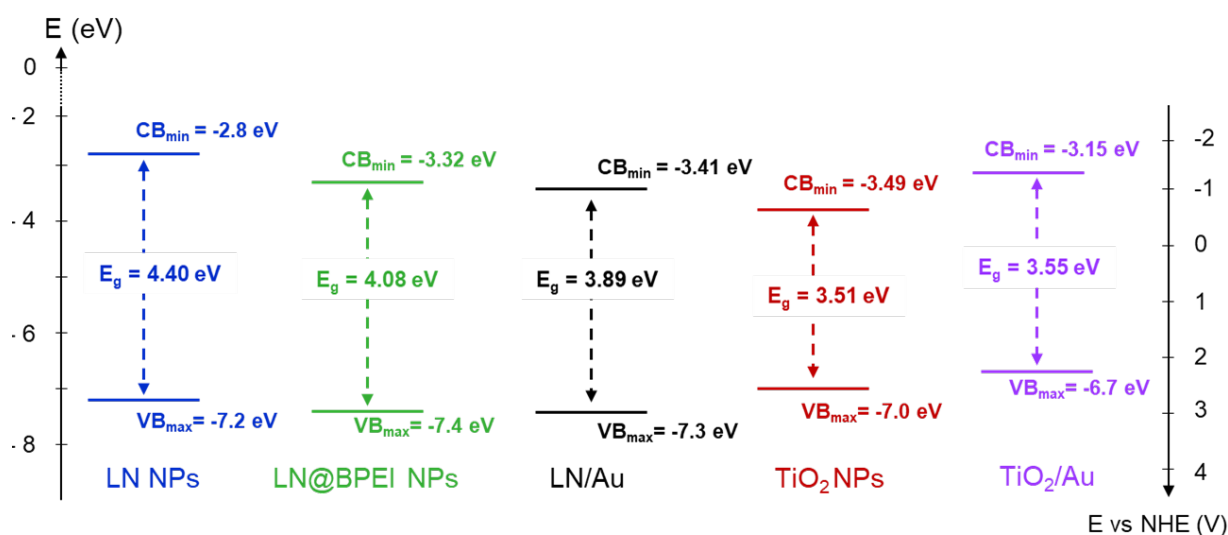 E (eV)
0
- 2
- 4
- 6
- 8
CBmin = -2.8 eV
Eg = 4.40 eV
VBmax= -7.2 eV
LN NPs
CBmin = -3.32 eV
Eg = 4.08 eV
VBmax= -7.4 eV
LN@BPEI NPs
CBmin = -3.41 eV
Eg = 3.89 eV
VBmax= -7.3 eV
LN/Au
CBmin = -3.49 eV
Eg = 3.51 eV
VBmax= -7.0 eV
TiO2 NPs
CBmin = -3.15 eV
Eg = 3.55 eV
VBmax= -6.7 eV
TiO2/Au
-2
-1
0
1
2
3
4
E vs NHE (V)